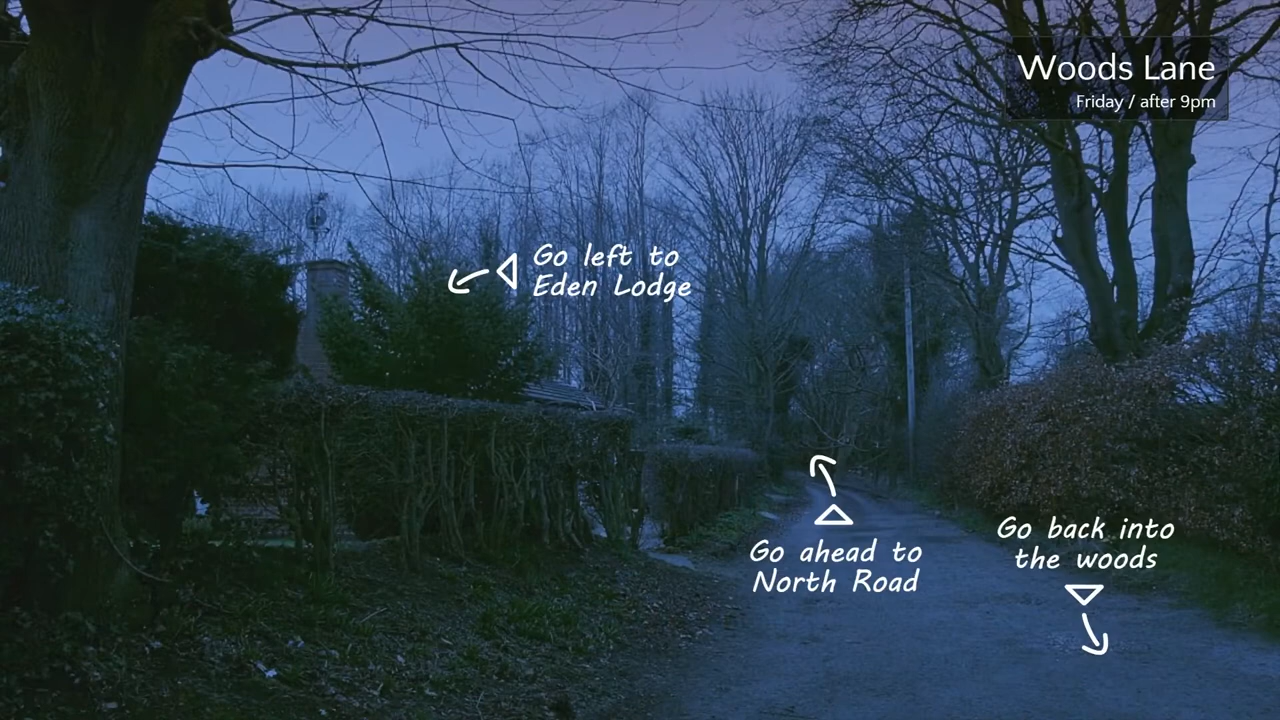 Woods Lane
Friday / after 9pm
Go left to
Eden Lodge
Go ahead to
North Road
Go back into
the woods